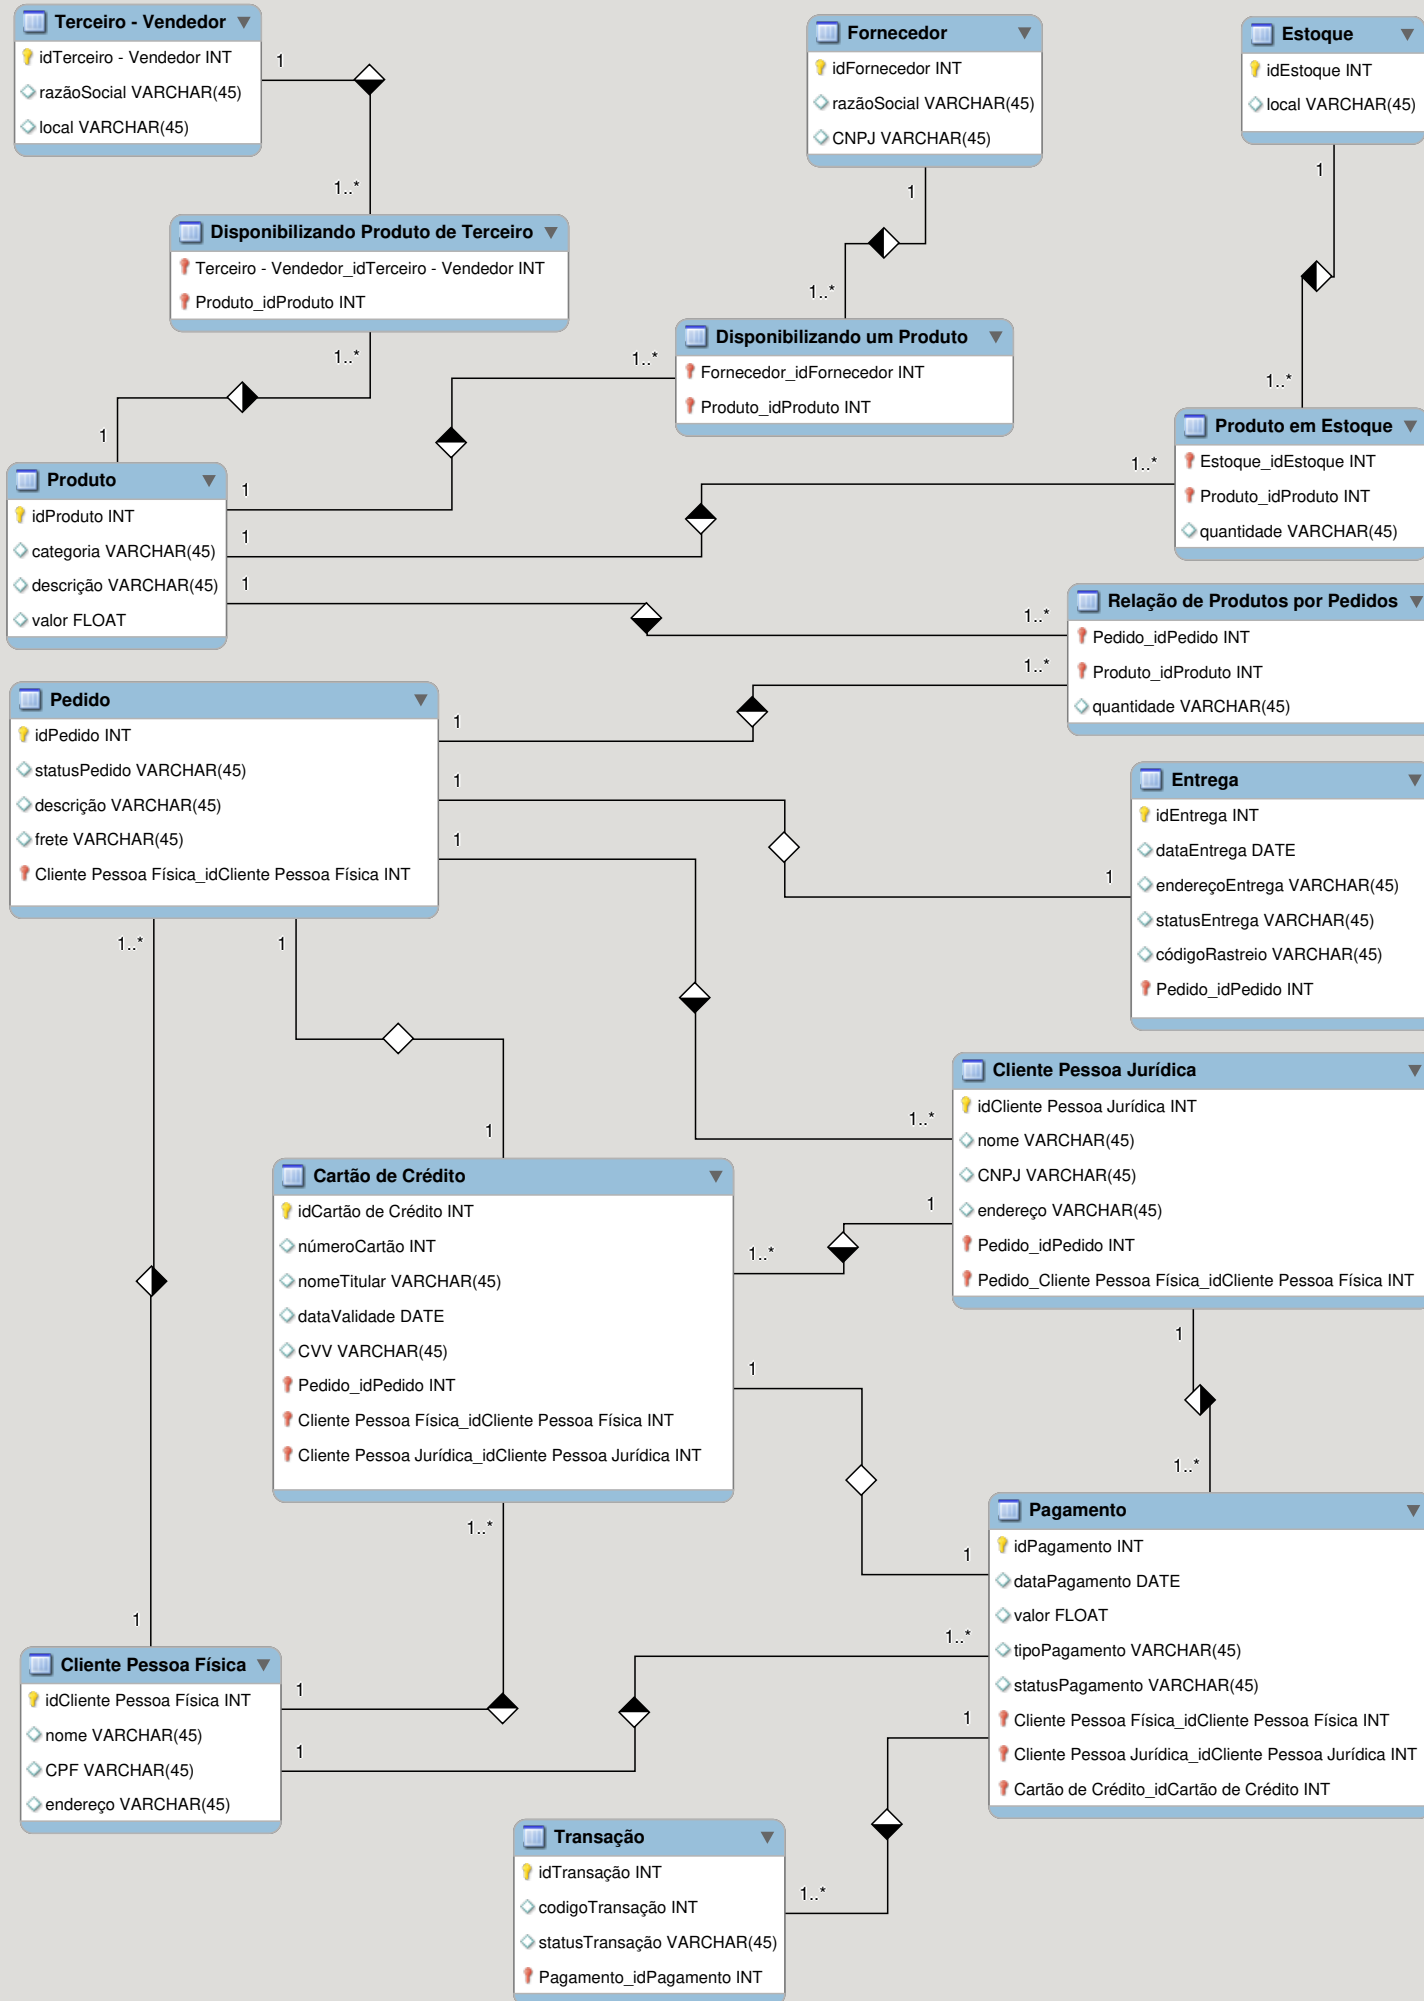 Terceiro - Vendedor
idTerceiro - Vendedor INT
razãoSocial VARCHAR(45)
local VARCHAR(45)
1
1..*
Fornecedor
idFornecedor INT
razãoSocial VARCHAR(45)
CNPJ VARCHAR(45)
1
1..*
Estoque
idEstoque INT
local VARCHAR(45)
1
1..*
Disponibilizando Produto de Terceiro
Terceiro - Vendedor_idTerceiro - Vendedor INT
Produto_idProduto INT
1..*
1
Disponibilizando um Produto
Fornecedor_idFornecedor INT
Produto_idProduto INT
1..*
1
Produto em Estoque
Estoque_idEstoque INT
Produto_idProduto INT
quantidade VARCHAR(45)
1..*
1
Produto
idProduto INT
categoria VARCHAR(45)
descrição VARCHAR(45)
valor FLOAT
1
1..*
Relação de Produtos por Pedidos
Pedido_idPedido INT
Produto_idProduto INT
quantidade VARCHAR(45)
1..*
1
Pedido
idPedido INT
statusPedido VARCHAR(45)
descrição VARCHAR(45)
frete VARCHAR(45)
Cliente Pessoa Física_idCliente Pessoa Física INT
1
1
1..*
1
Entrega
idEntrega INT
dataEntrega DATE
endereçoEntrega VARCHAR(45)
statusEntrega VARCHAR(45)
códigoRastreio VARCHAR(45)
Pedido_idPedido INT
1
Cliente Pessoa Jurídica
idCliente Pessoa Jurídica INT
nome VARCHAR(45)
CNPJ VARCHAR(45)
endereço VARCHAR(45)
Pedido_idPedido INT
Pedido_Cliente Pessoa Física_idCliente Pessoa Física INT
1..*
1
1
1..*
Cartão de Crédito
idCartão de Crédito INT
númeroCartão INT
nomeTitular VARCHAR(45)
dataValidade DATE
CVV VARCHAR(45)
Pedido_idPedido INT
Cliente Pessoa Física_idCliente Pessoa Física INT
Cliente Pessoa Jurídica_idCliente Pessoa Jurídica INT
1
1..*
1
1..*
Pagamento
idPagamento INT
dataPagamento DATE
valor FLOAT
tipoPagamento VARCHAR(45)
statusPagamento VARCHAR(45)
Cliente Pessoa Física_idCliente Pessoa Física INT
Cliente Pessoa Jurídica_idCliente Pessoa Jurídica INT
Cartão de Crédito_idCartão de Crédito INT
1
1..*
1
Cliente Pessoa Física
idCliente Pessoa Física INT
nome VARCHAR(45)
CPF VARCHAR(45)
endereço VARCHAR(45)
1
1
1
Transação
idTransação INT
codigoTransação INT
statusTransação VARCHAR(45)
Pagamento_idPagamento INT
1..*